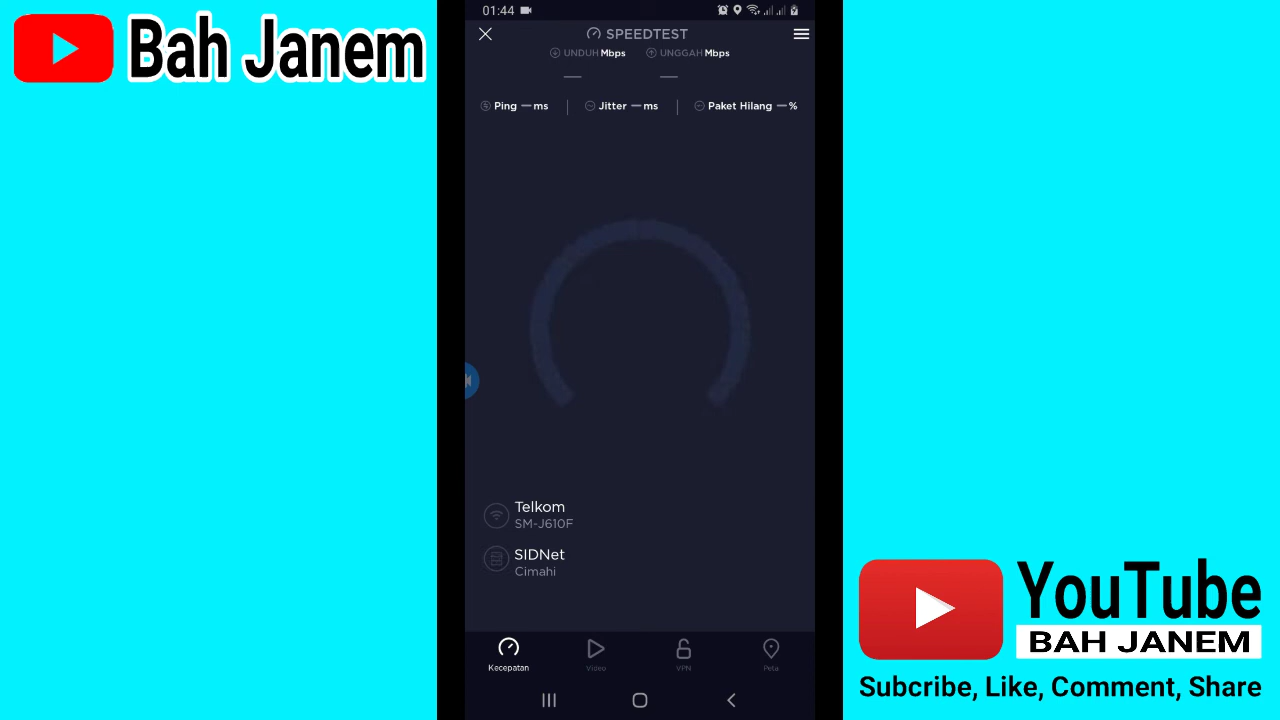 Bah Janem
01:44
SPEEDTEST
UNDUH Mbps UNGGAH Mbps
— —
Ping — ms Jitter — ms Paket Hilang — %
Telkom
SM-J610F
SIDNet
Cimahi
Kecepatan Video VPN Peta
YouTube
BAH JANEM
Subcribe, Like, Comment, Share